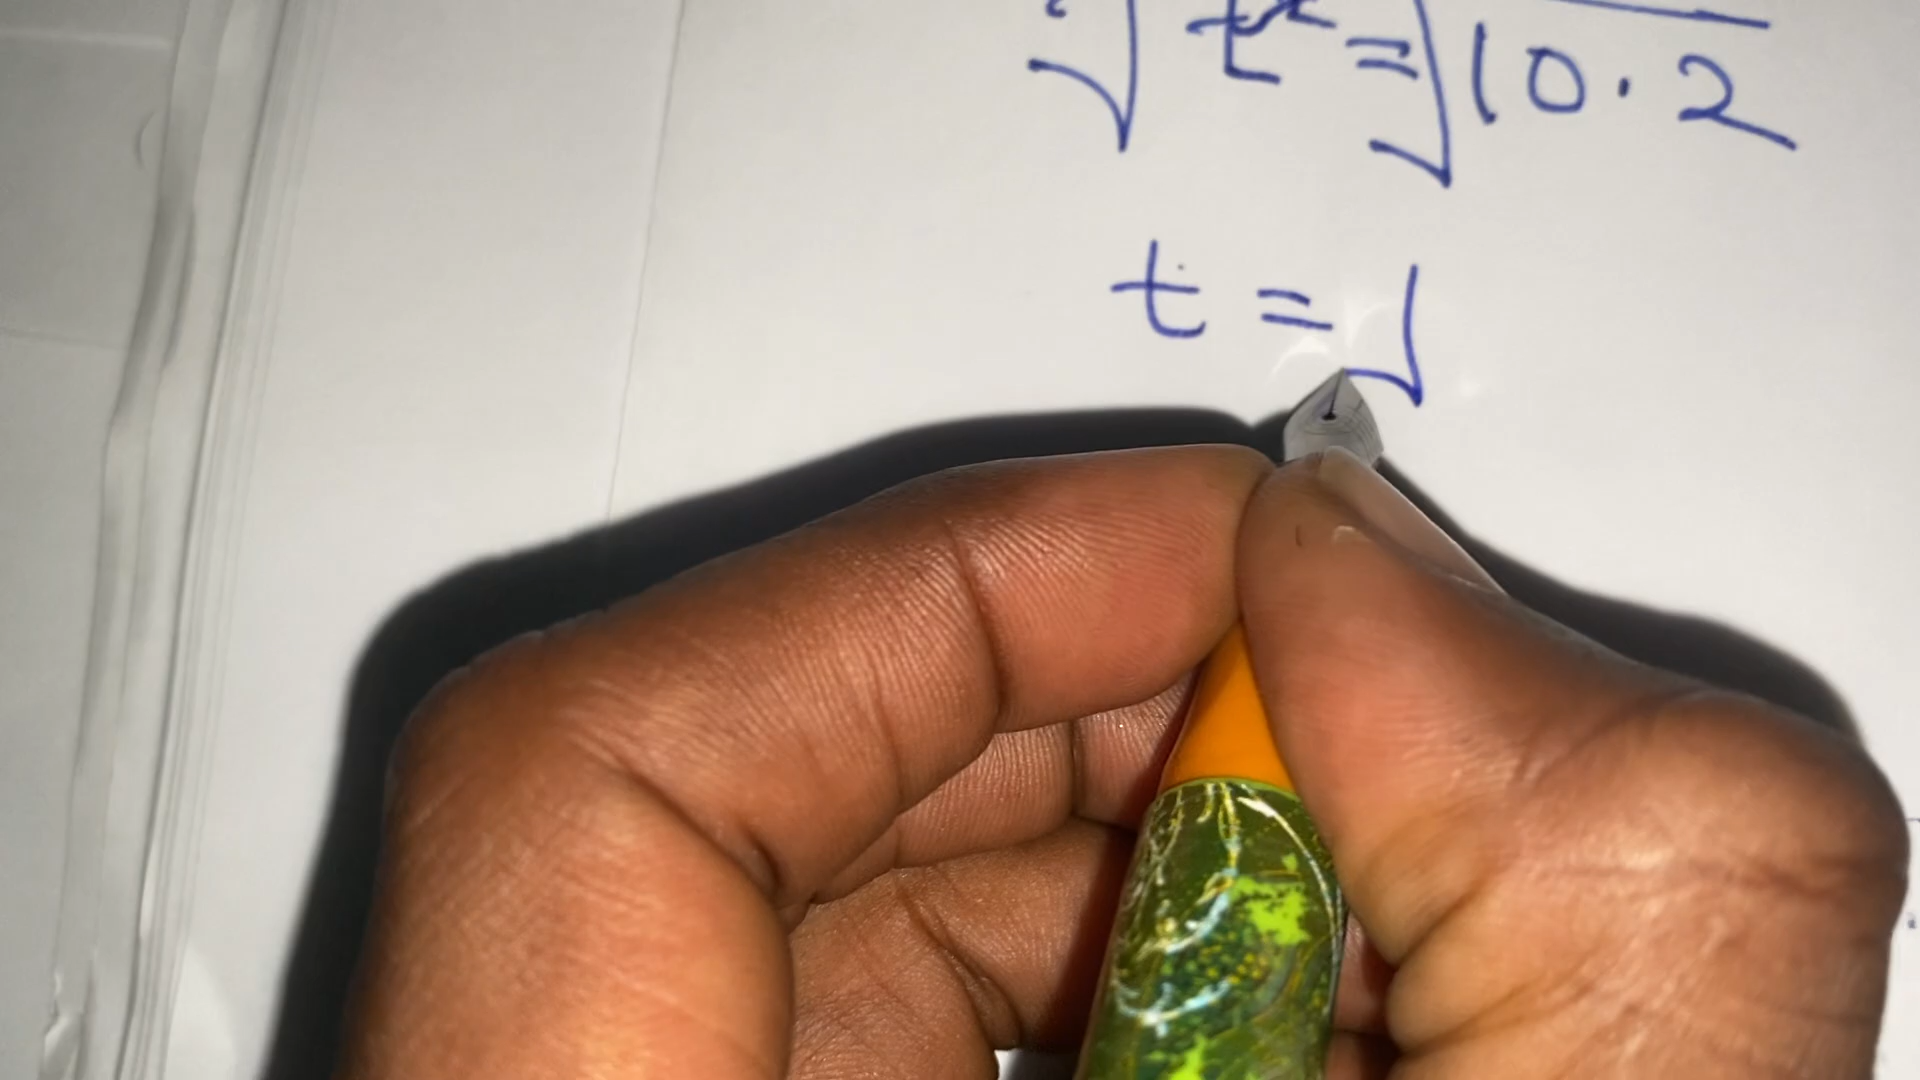 √t² = √10.2
t = √